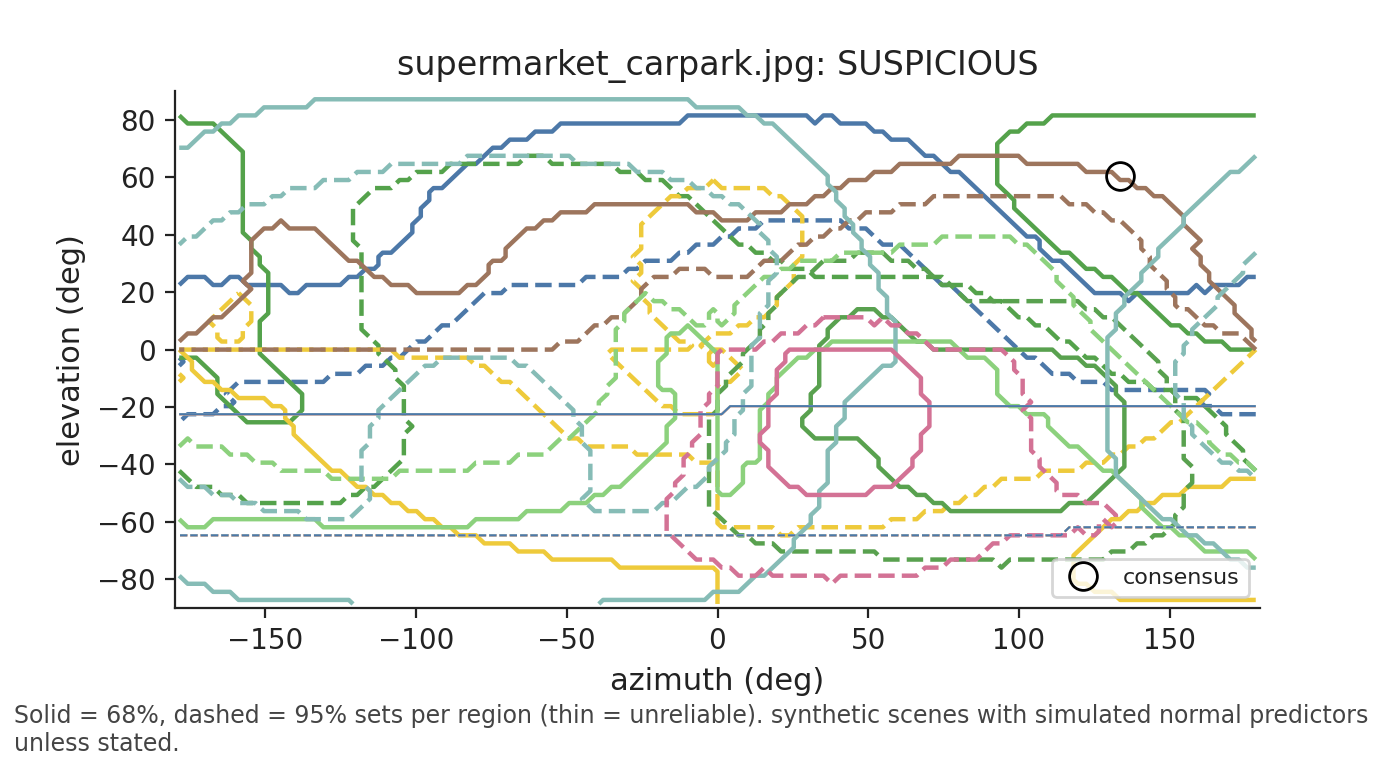 supermarket_carpark.jpg: SUSPICIOUS
80
60
40
20
0
−20
−40
−60
−80
elevation (deg)
consensus
−150
−100
−50
0
50
100
150
azimuth (deg)
Solid = 68%, dashed = 95% sets per region (thin = unreliable). synthetic scenes with simulated normal predictors
unless stated.